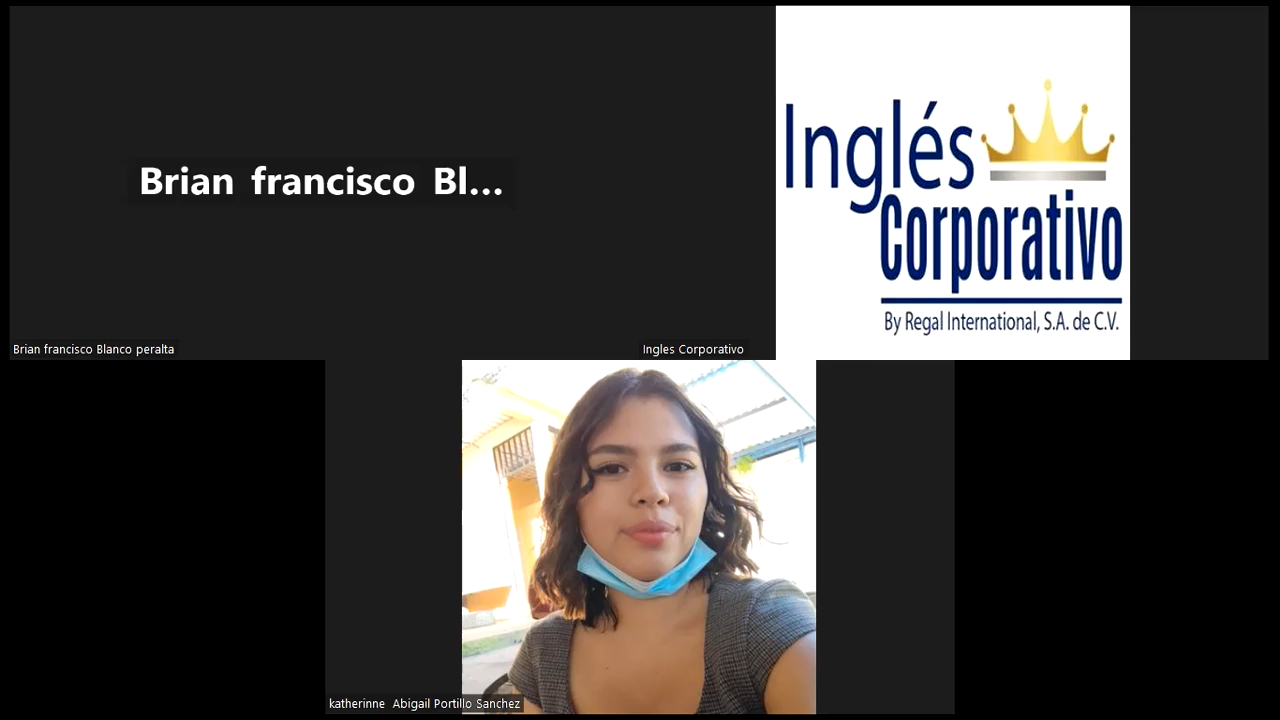 Brian francisco Bl...
Brian francisco Blanco peralta
Inglés
Corporativo
By Regal International, S.A. de C.V.
Ingles Corporativo
katherinne Abigail Portillo Sanchez